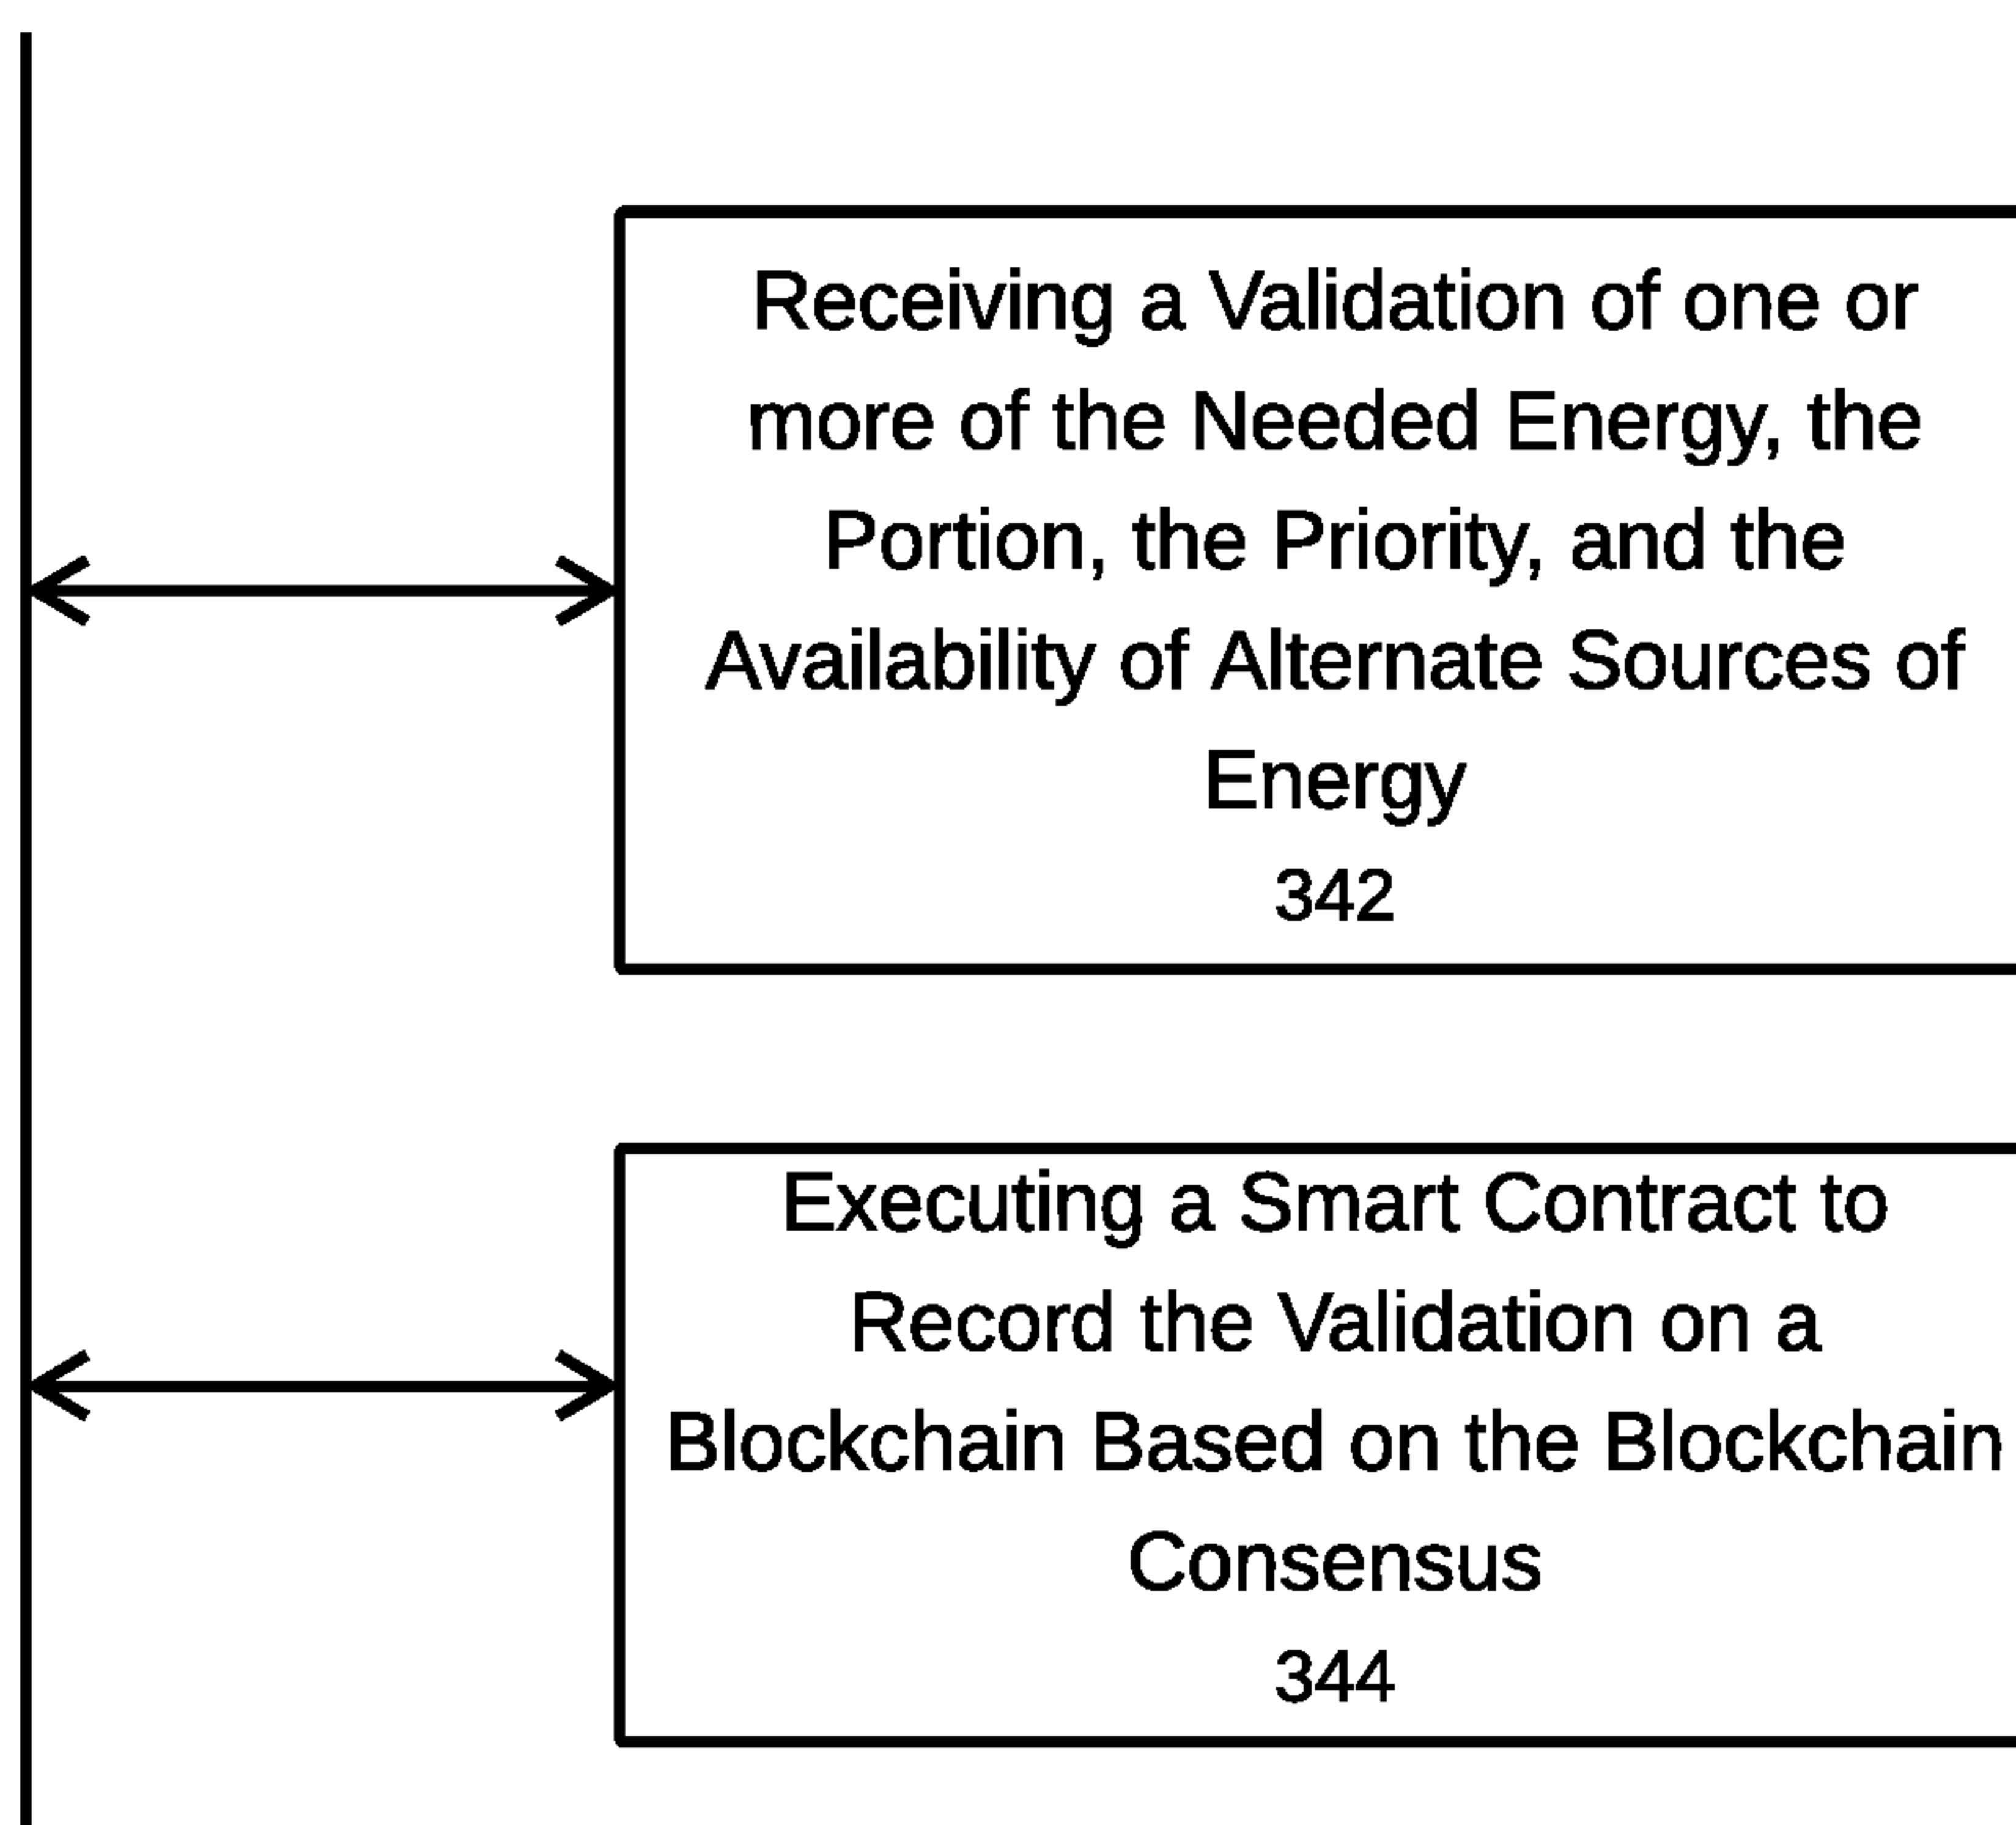 Receiving a Validation of one or
more of the Needed Energy, the
Portion, the Priority, and the
Availability of Alternate Sources of
Energy
342
Executing a Smart Contract to
Record the Validation on a
Blockchain Based on the Blockchain
Consensus
344